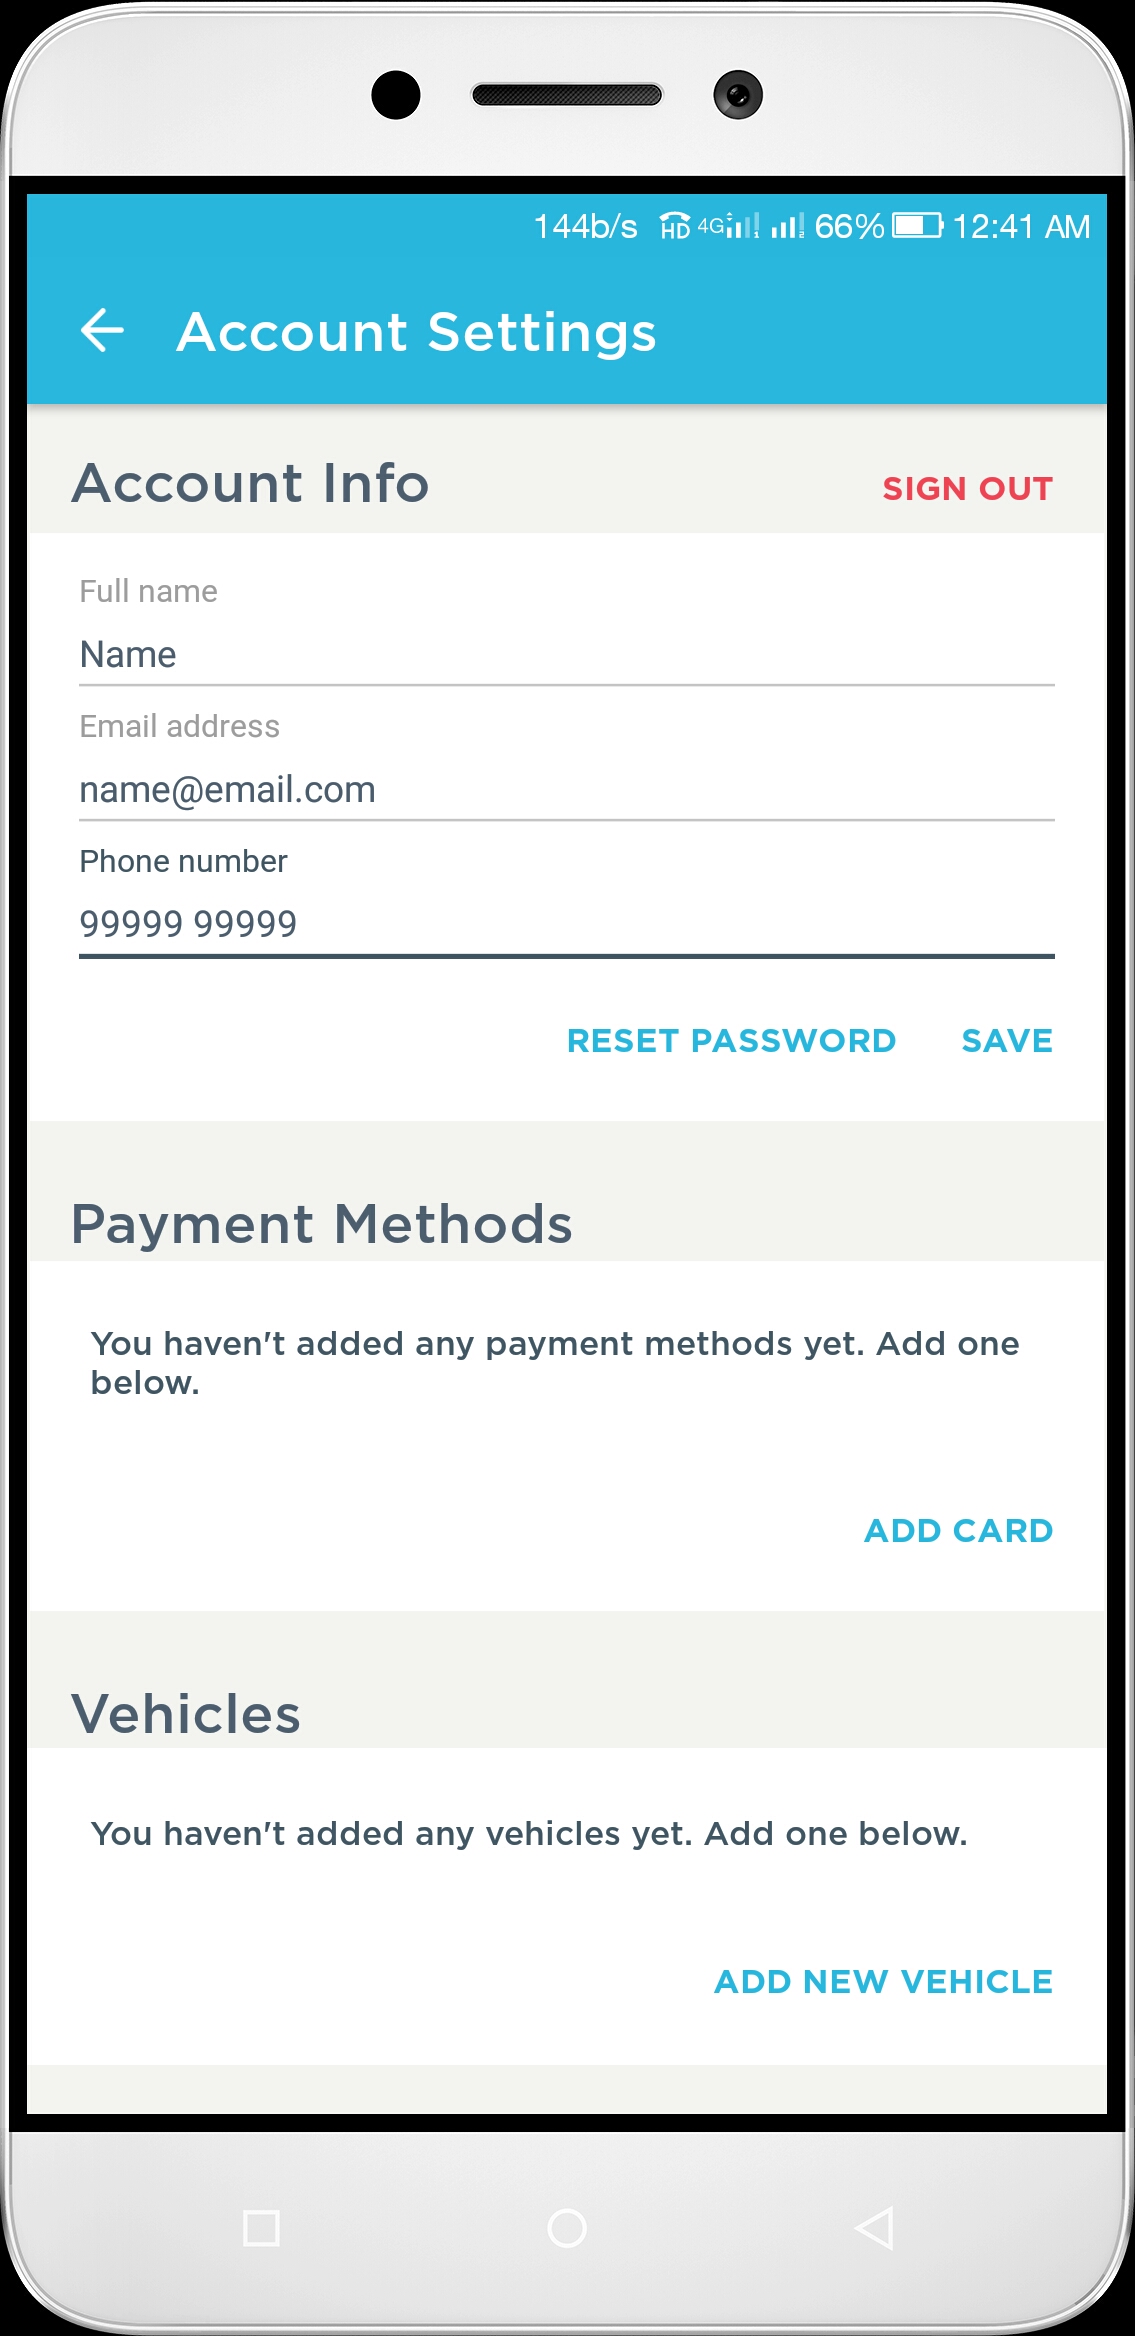 144b/s HD 4G 1 2 66% 12:41 AM
Account Settings
Account Info
SIGN OUT
Full name
Name
Email address
name@email.com
Phone number
99999 99999
RESET PASSWORD SAVE
Payment Methods
You haven't added any payment methods yet. Add one
below.
ADD CARD
Vehicles
You haven't added any vehicles yet. Add one below.
ADD NEW VEHICLE